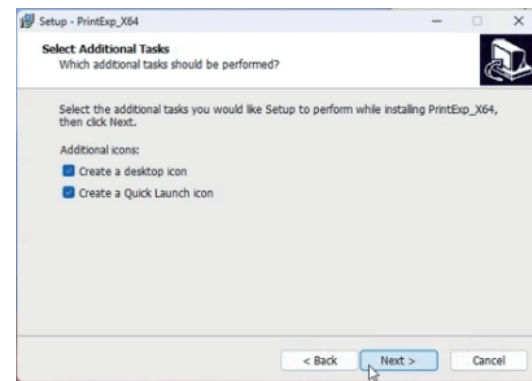 Setup - PrintExp_X64
Select Additional Tasks
Which additional tasks should be performed?
Select the additional tasks you would like Setup to perform while installing PrintExp_X64,
then click Next.
Additional icons:
Create a desktop icon
Create a Quick Launch icon
< Back
Next >
Cancel